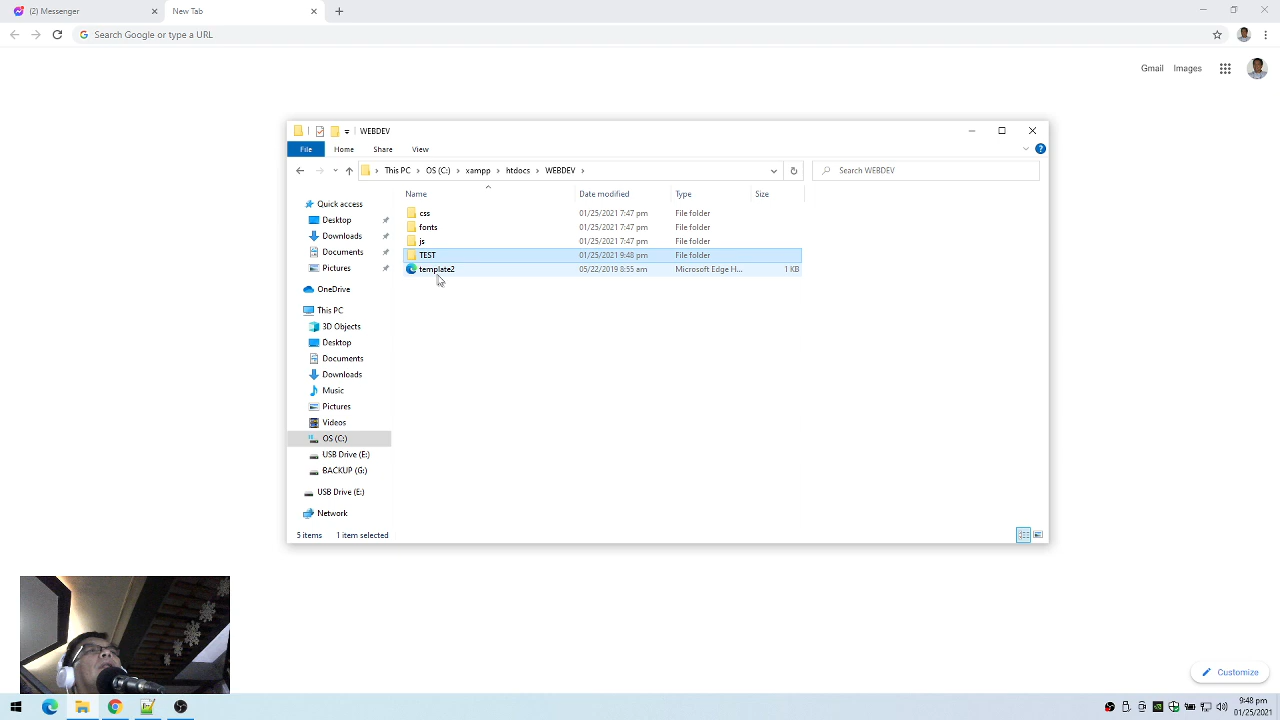 (2) Messenger
New Tab
Search Google or type a URL
Gmail Images
WEBDEV
File Home Share View
This PC OS (C:) xampp htdocs WEBDEV
Search WEBDEV
Name Date modified Type Size
Quick access
Desktop
Downloads
Documents
Pictures
OneDrive
This PC
3D Objects
Desktop
Documents
Downloads
Music
Pictures
Videos
OS (C:)
USB Drive (E:)
BACKUP (G:)
USB Drive (E:)
Network
css 01/25/2021 7:47 pm File folder
fonts 01/25/2021 7:47 pm File folder
js 01/25/2021 7:47 pm File folder
TEST 01/25/2021 9:48 pm File folder
template2 05/22/2019 8:55 am Microsoft Edge H... 1 KB
5 items 1 item selected
Customize
9:48 pm
01/25/2021